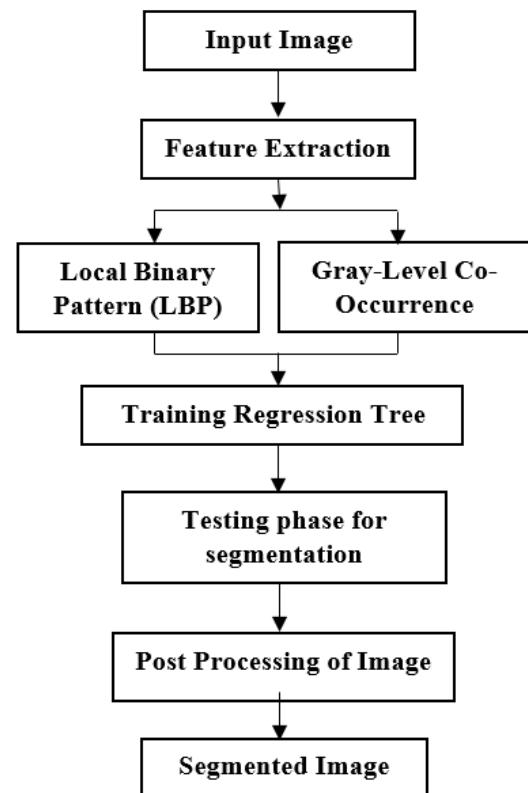 Input Image
Feature Extraction
Local Binary
Pattern (LBP)
Gray-Level Co-
Occurrence
Training Regression Tree
Testing phase for
segmentation
Post Processing of Image
Segmented Image